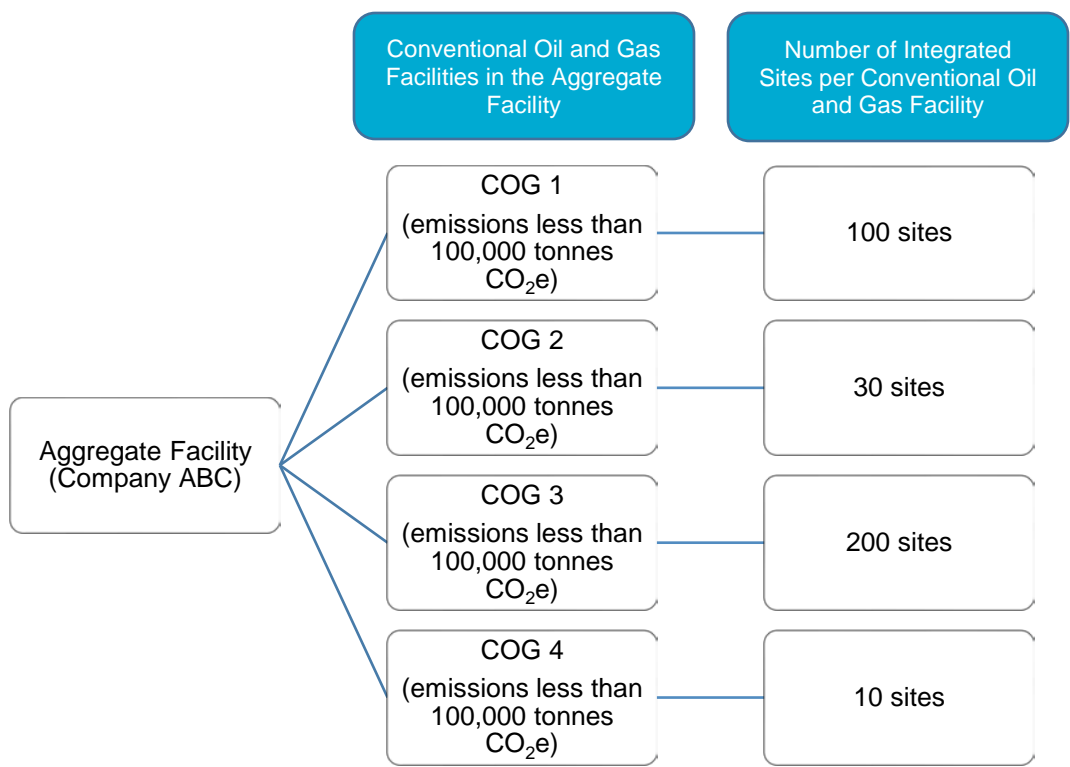 Conventional Oil and Gas
Facilities in the Aggregate
Facility
Number of Integrated
Sites per Conventional Oil
and Gas Facility
Aggregate Facility
(Company ABC)
COG 1
(emissions less than
100,000 tonnes
CO₂e)
100 sites
COG 2
(emissions less than
100,000 tonnes
CO₂e)
30 sites
COG 3
(emissions less than
100,000 tonnes
CO₂e)
200 sites
COG 4
(emissions less than
100,000 tonnes
CO₂e)
10 sites